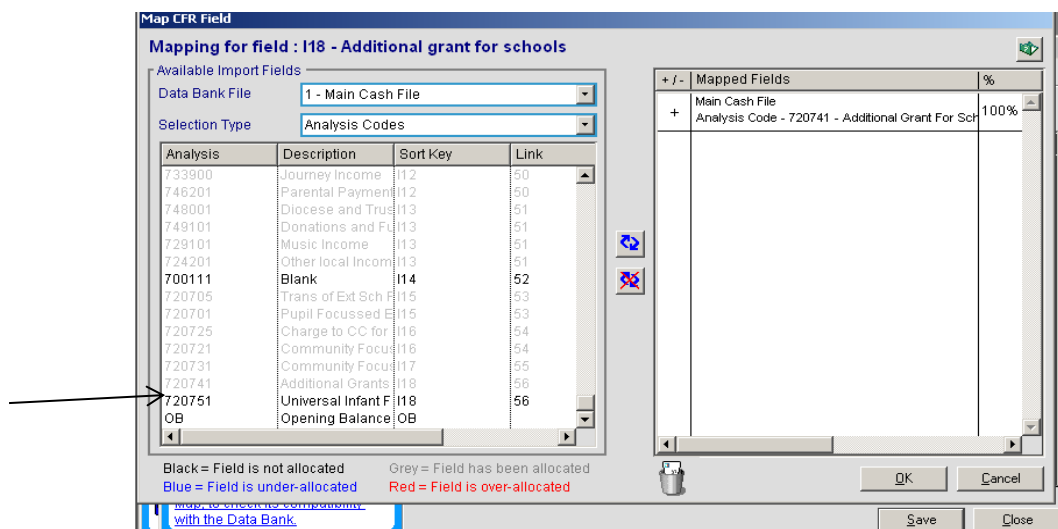 Map CFR Field
Mapping for field : I18 - Additional grant for schools
Available Import Fields
Data Bank File 1 - Main Cash File
Selection Type Analysis Codes
Analysis Description Sort Key Link
733900 Journey Income I12 50
746201 Parental Payment I12 50
748001 Diocese and Trus I13 51
749101 Donations and Fu I13 51
729101 Music Income I13 51
724201 Other local Incom I13 51
700111 Blank I14 52
720705 Trans of Ext Sch F I15 53
720701 Pupil Focussed E I15 53
720725 Charge to CC for I16 54
720721 Community Focus I16 54
720731 Community Focus I17 55
720741 Additional Grants I18 56
720751 Universal Infant F I18 56
OB Opening Balance OB
Black = Field is not allocated Grey = Field has been allocated
Blue = Field is under-allocated Red = Field is over-allocated
+ / - Mapped Fields %
Main Cash File
+ Analysis Code - 720741 - Additional Grant For Sch 100%
OK Cancel
Map, to check its compatibility
with the Data Bank.
Save Close